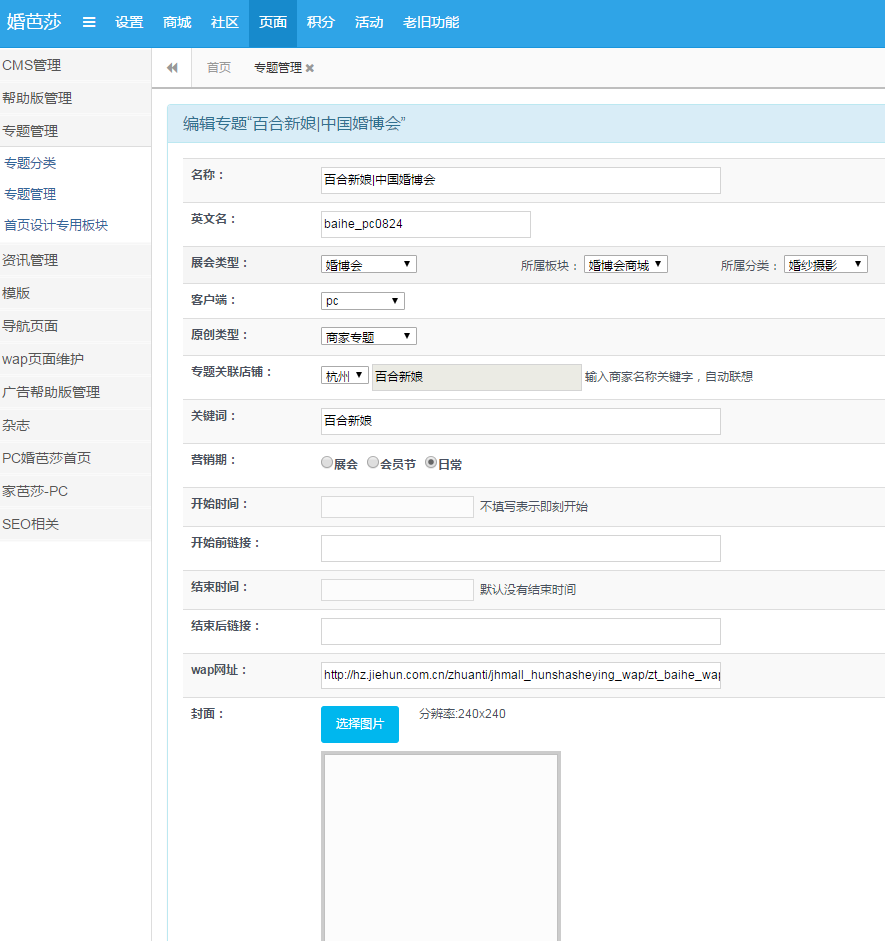 婚芭莎 设置 商城 社区 页面 积分 活动 老旧功能
CMS管理
帮助版管理
专题管理
专题分类
专题管理
首页设计专用板块
资讯管理
模版
导航页面
wap页面维护
广告帮助版管理
杂志
PC婚芭莎首页
家芭莎-PC
SEO相关
首页 专题管理
编辑专题“百合新娘|中国婚博会”
名称： 百合新娘|中国婚博会
英文名： baihe_pc0824
展会类型： 婚博会 所属板块： 婚博会商城 所属分类： 婚纱摄影
客户端： pc
原创类型： 商家专题
专题关联店铺： 杭州 百合新娘 输入商家名称关键字，自动联想
关键词： 百合新娘
营销期： 展会 会员节 日常
开始时间： 不填写表示即刻开始
开始前链接：
结束时间： 默认没有结束时间
结束后链接：
wap网址： http://hz.jiehun.com.cn/zhuanti/jhmall_hunshasheying_wap/zt_baihe_wap
封面： 选择图片 分辨率:240x240